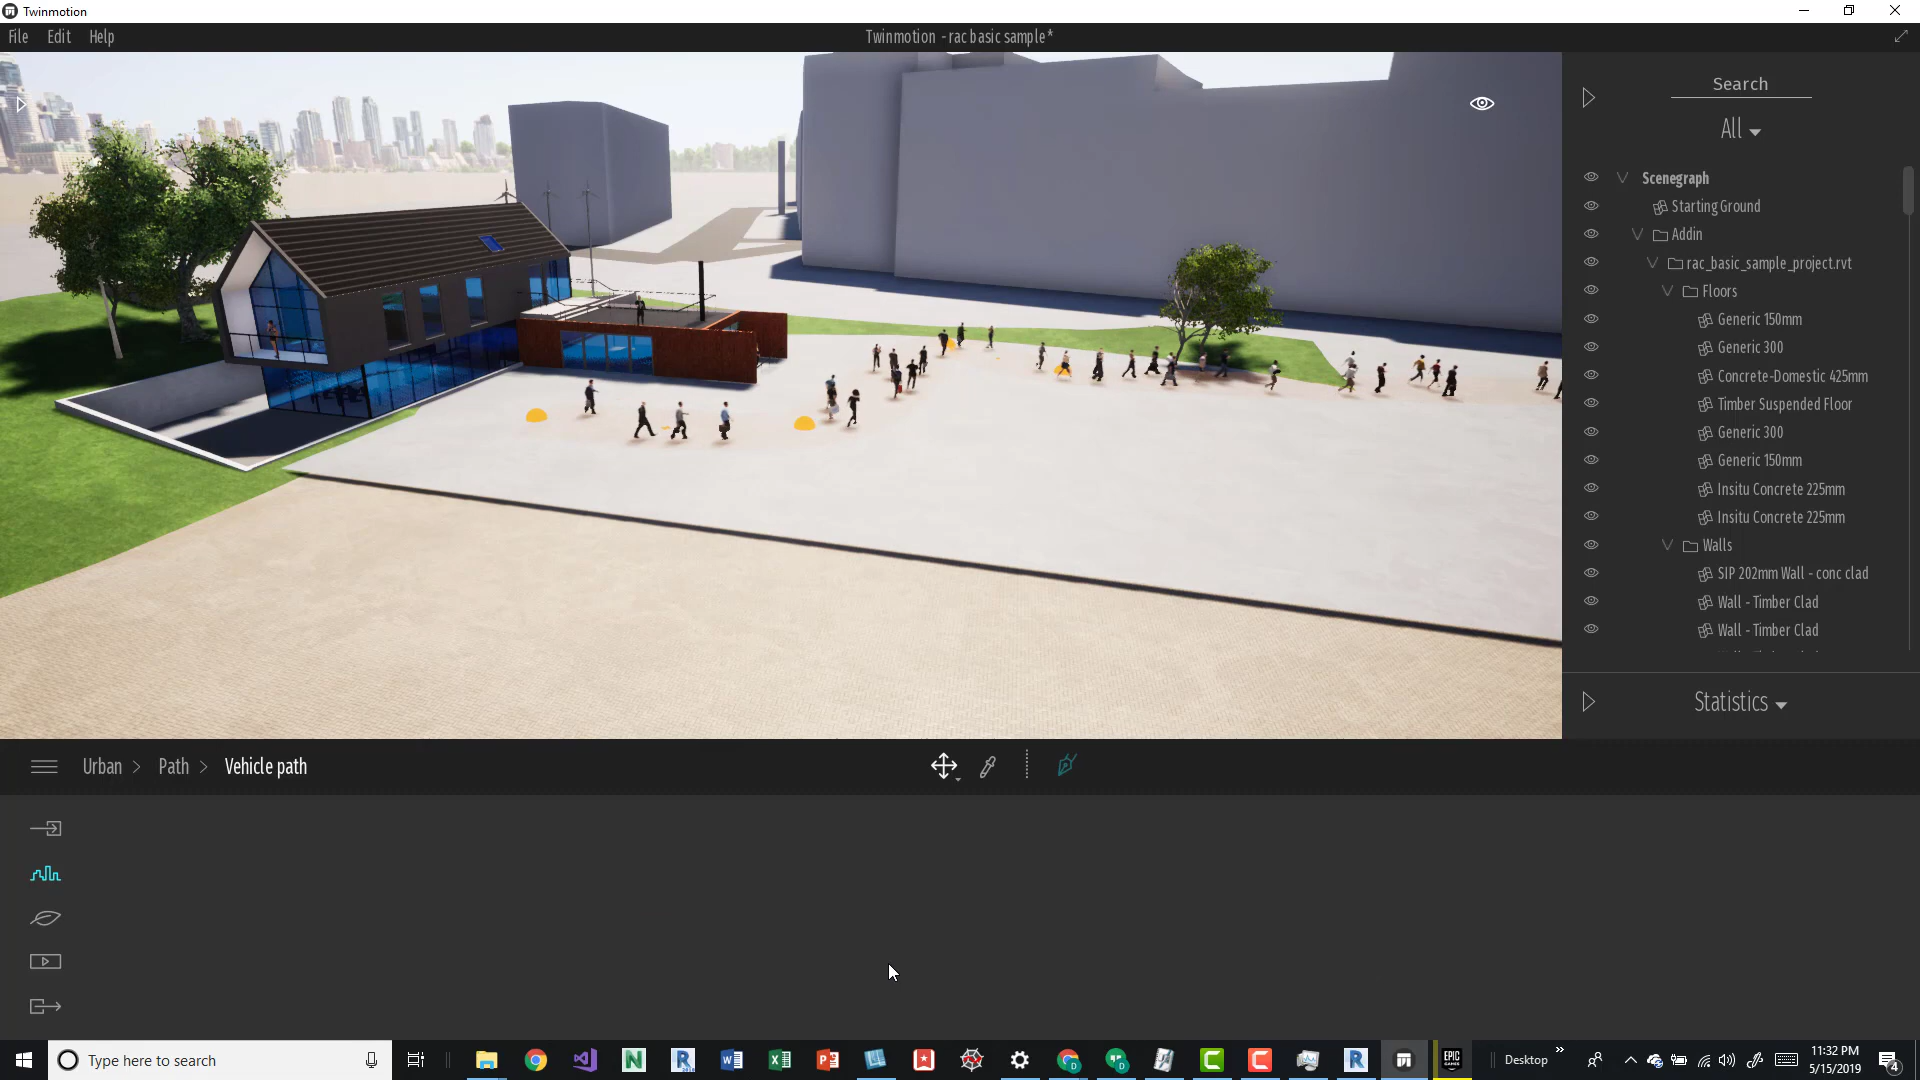 Twinmotion
File Edit Help
Twinmotion - rac basic sample*
Search
All
Scenegraph
Starting Ground
Addin
rac_basic_sample_project.rvt
Floors
Generic 150mm
Generic 300
Concrete-Domestic 425mm
Timber Suspended Floor
Generic 300
Generic 150mm
Insitu Concrete 225mm
Insitu Concrete 225mm
Walls
SIP 202mm Wall - conc clad
Wall - Timber Clad
Wall - Timber Clad
Statistics
Urban > Path > Vehicle path
Type here to search
EPIC GAMES
Desktop
11:32 PM
5/15/2019
4